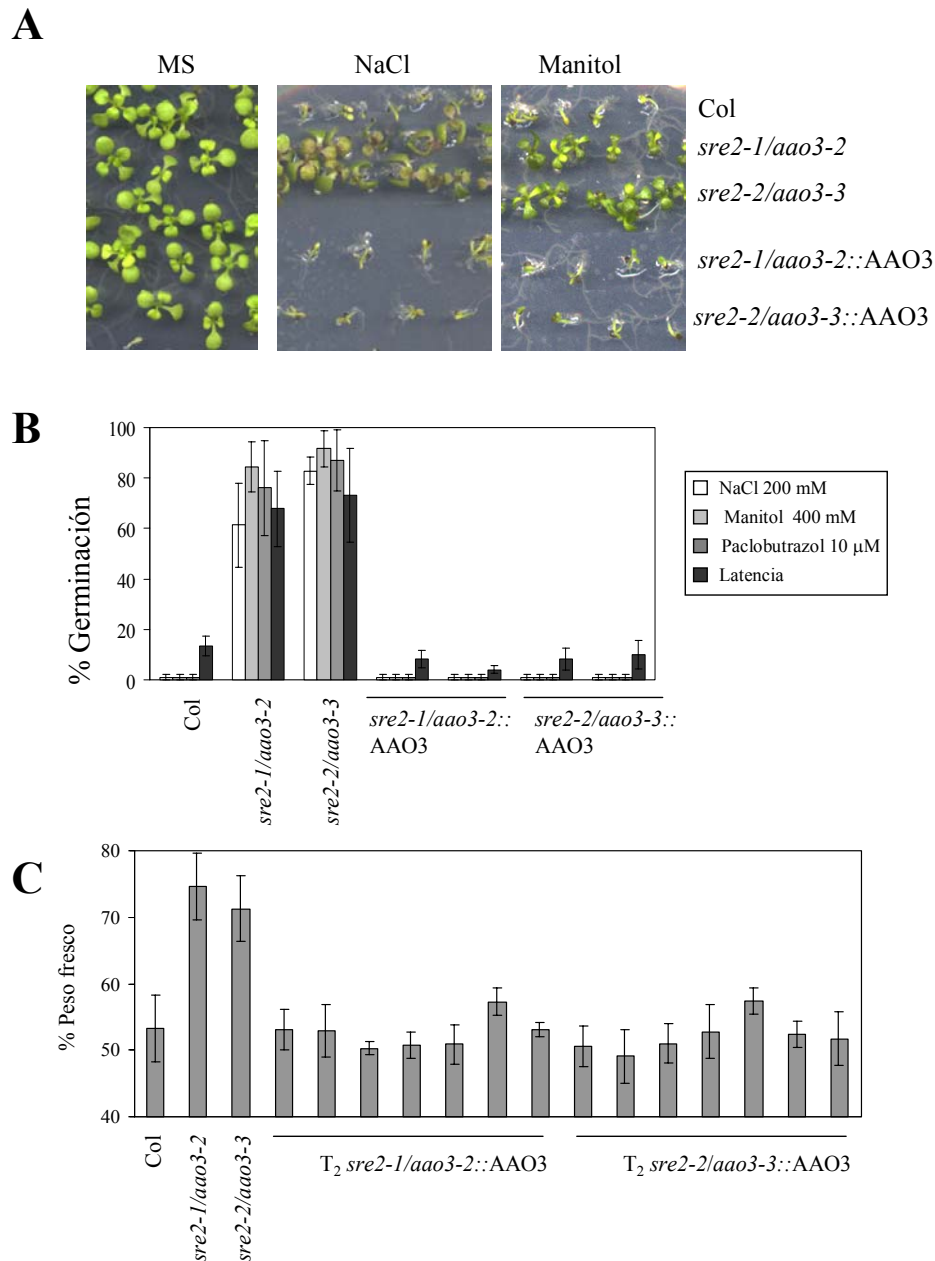 A
MS NaCl Manitol
Col
sre2-1/aao3-2
sre2-2/aao3-3
sre2-1/aao3-2::AAO3
sre2-2/aao3-3::AAO3
B
% Germinación
100
80
60
40
20
0
NaCl 200 mM
Manitol 400 mM
Paclobutrazol 10 µM
Latencia
Col
sre2-1/aao3-2
sre2-2/aao3-3
sre2-1/aao3-2::
AAO3
sre2-2/aao3-3::
AAO3
C
% Peso fresco
80
70
60
50
40
Col
sre2-1/aao3-2
sre2-2/aao3-3
T2 sre2-1/aao3-2::AAO3
T2 sre2-2/aao3-3::AAO3